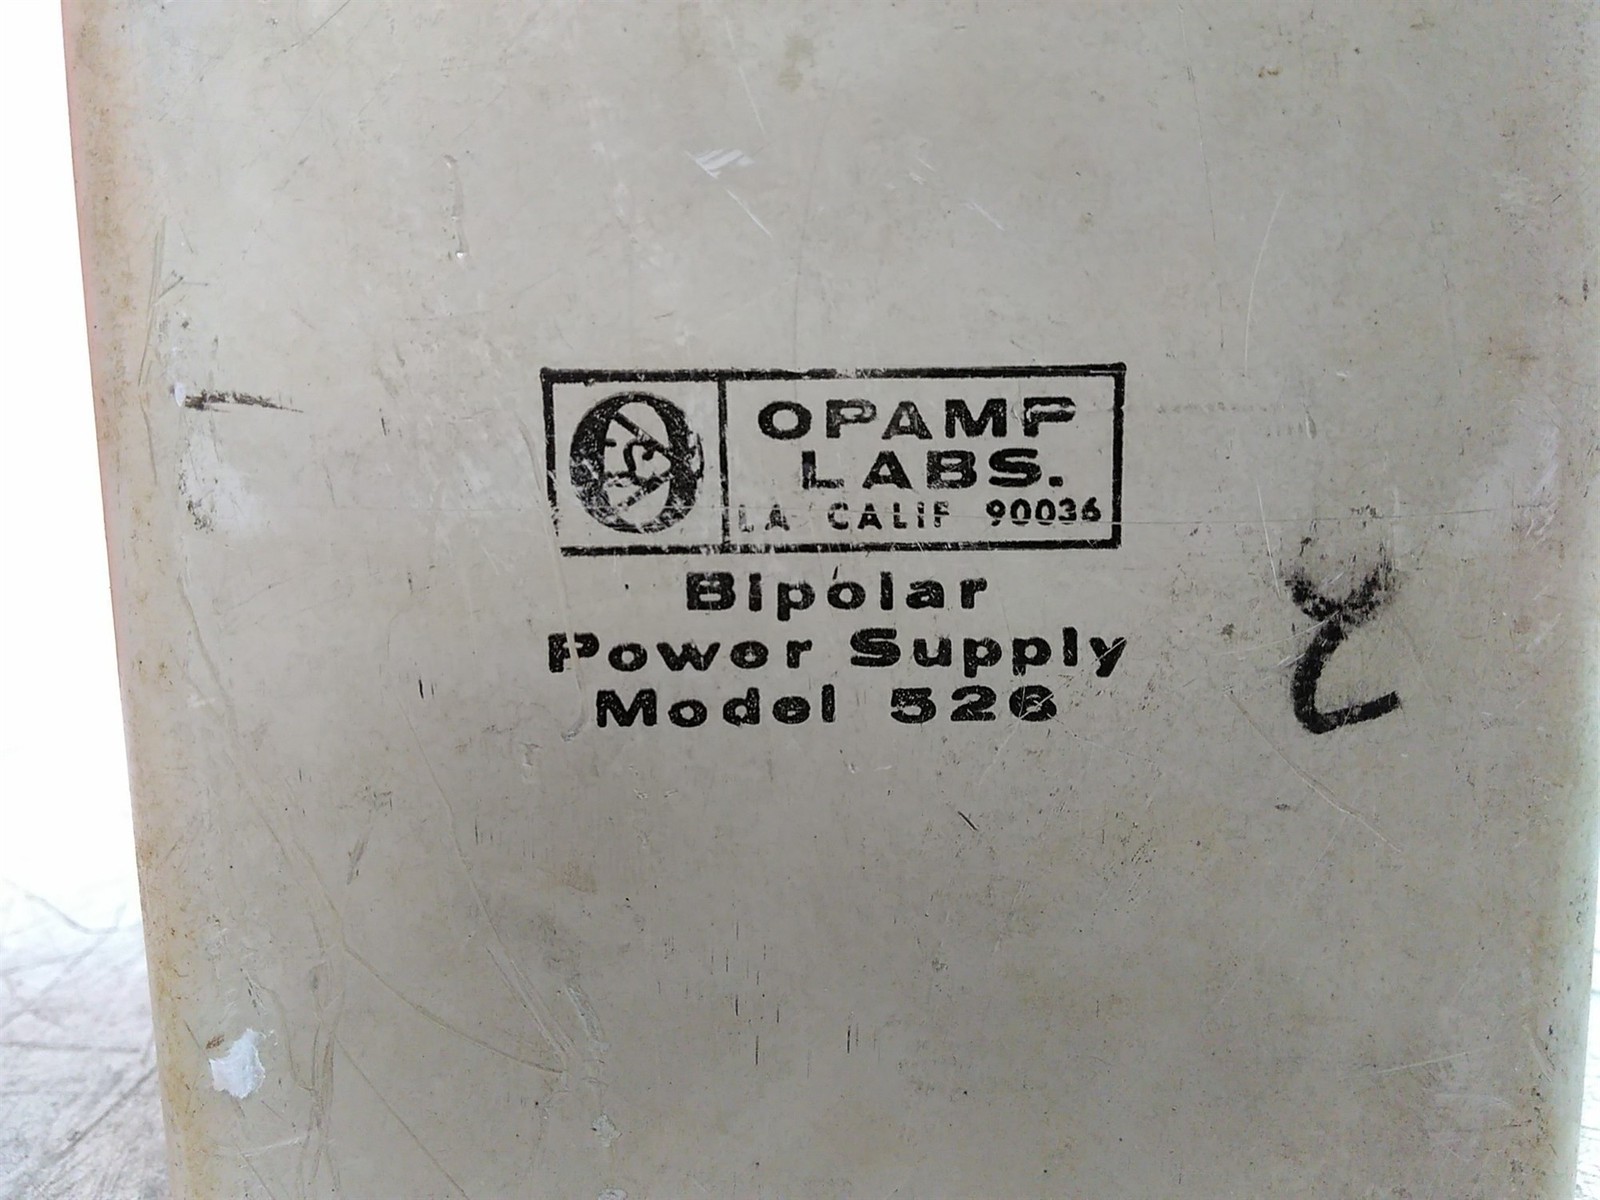 OPAMP
LABS.
LA CALIF 90036
Bipolar
Power Supply
Model 526